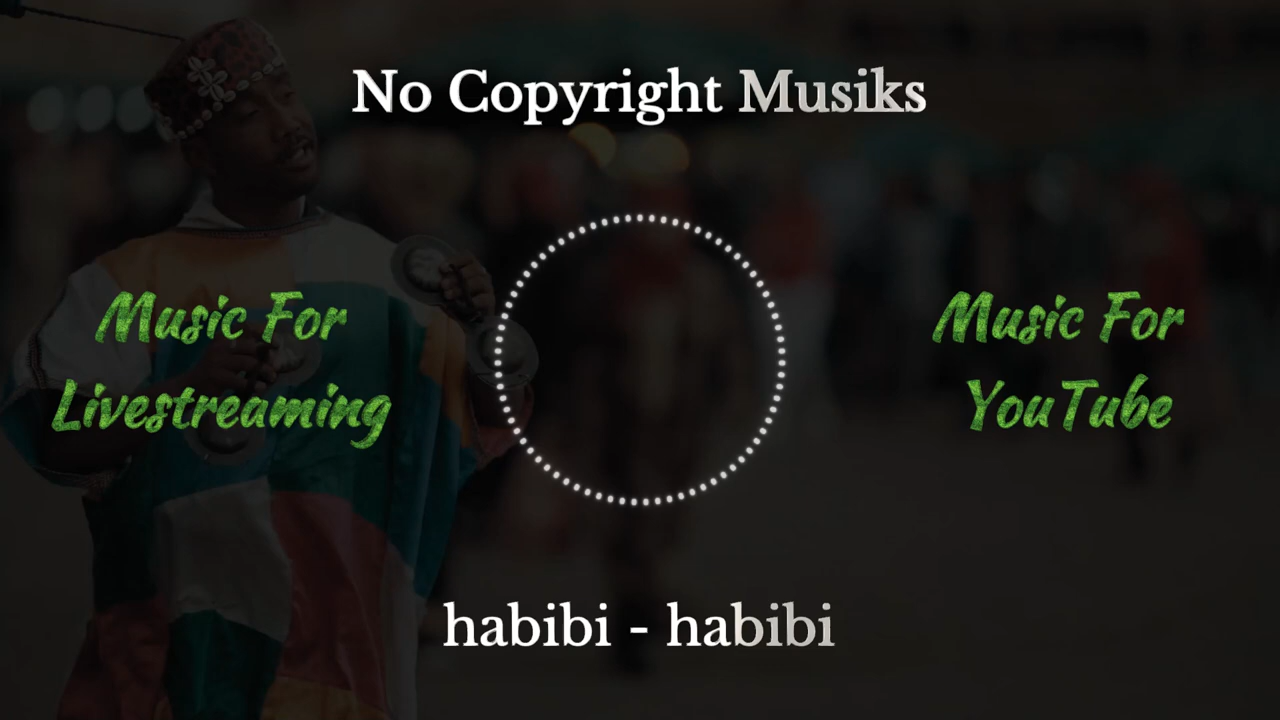 No Copyright Musiks
Music For
Livestreaming
Music For
YouTube
habibi - habibi